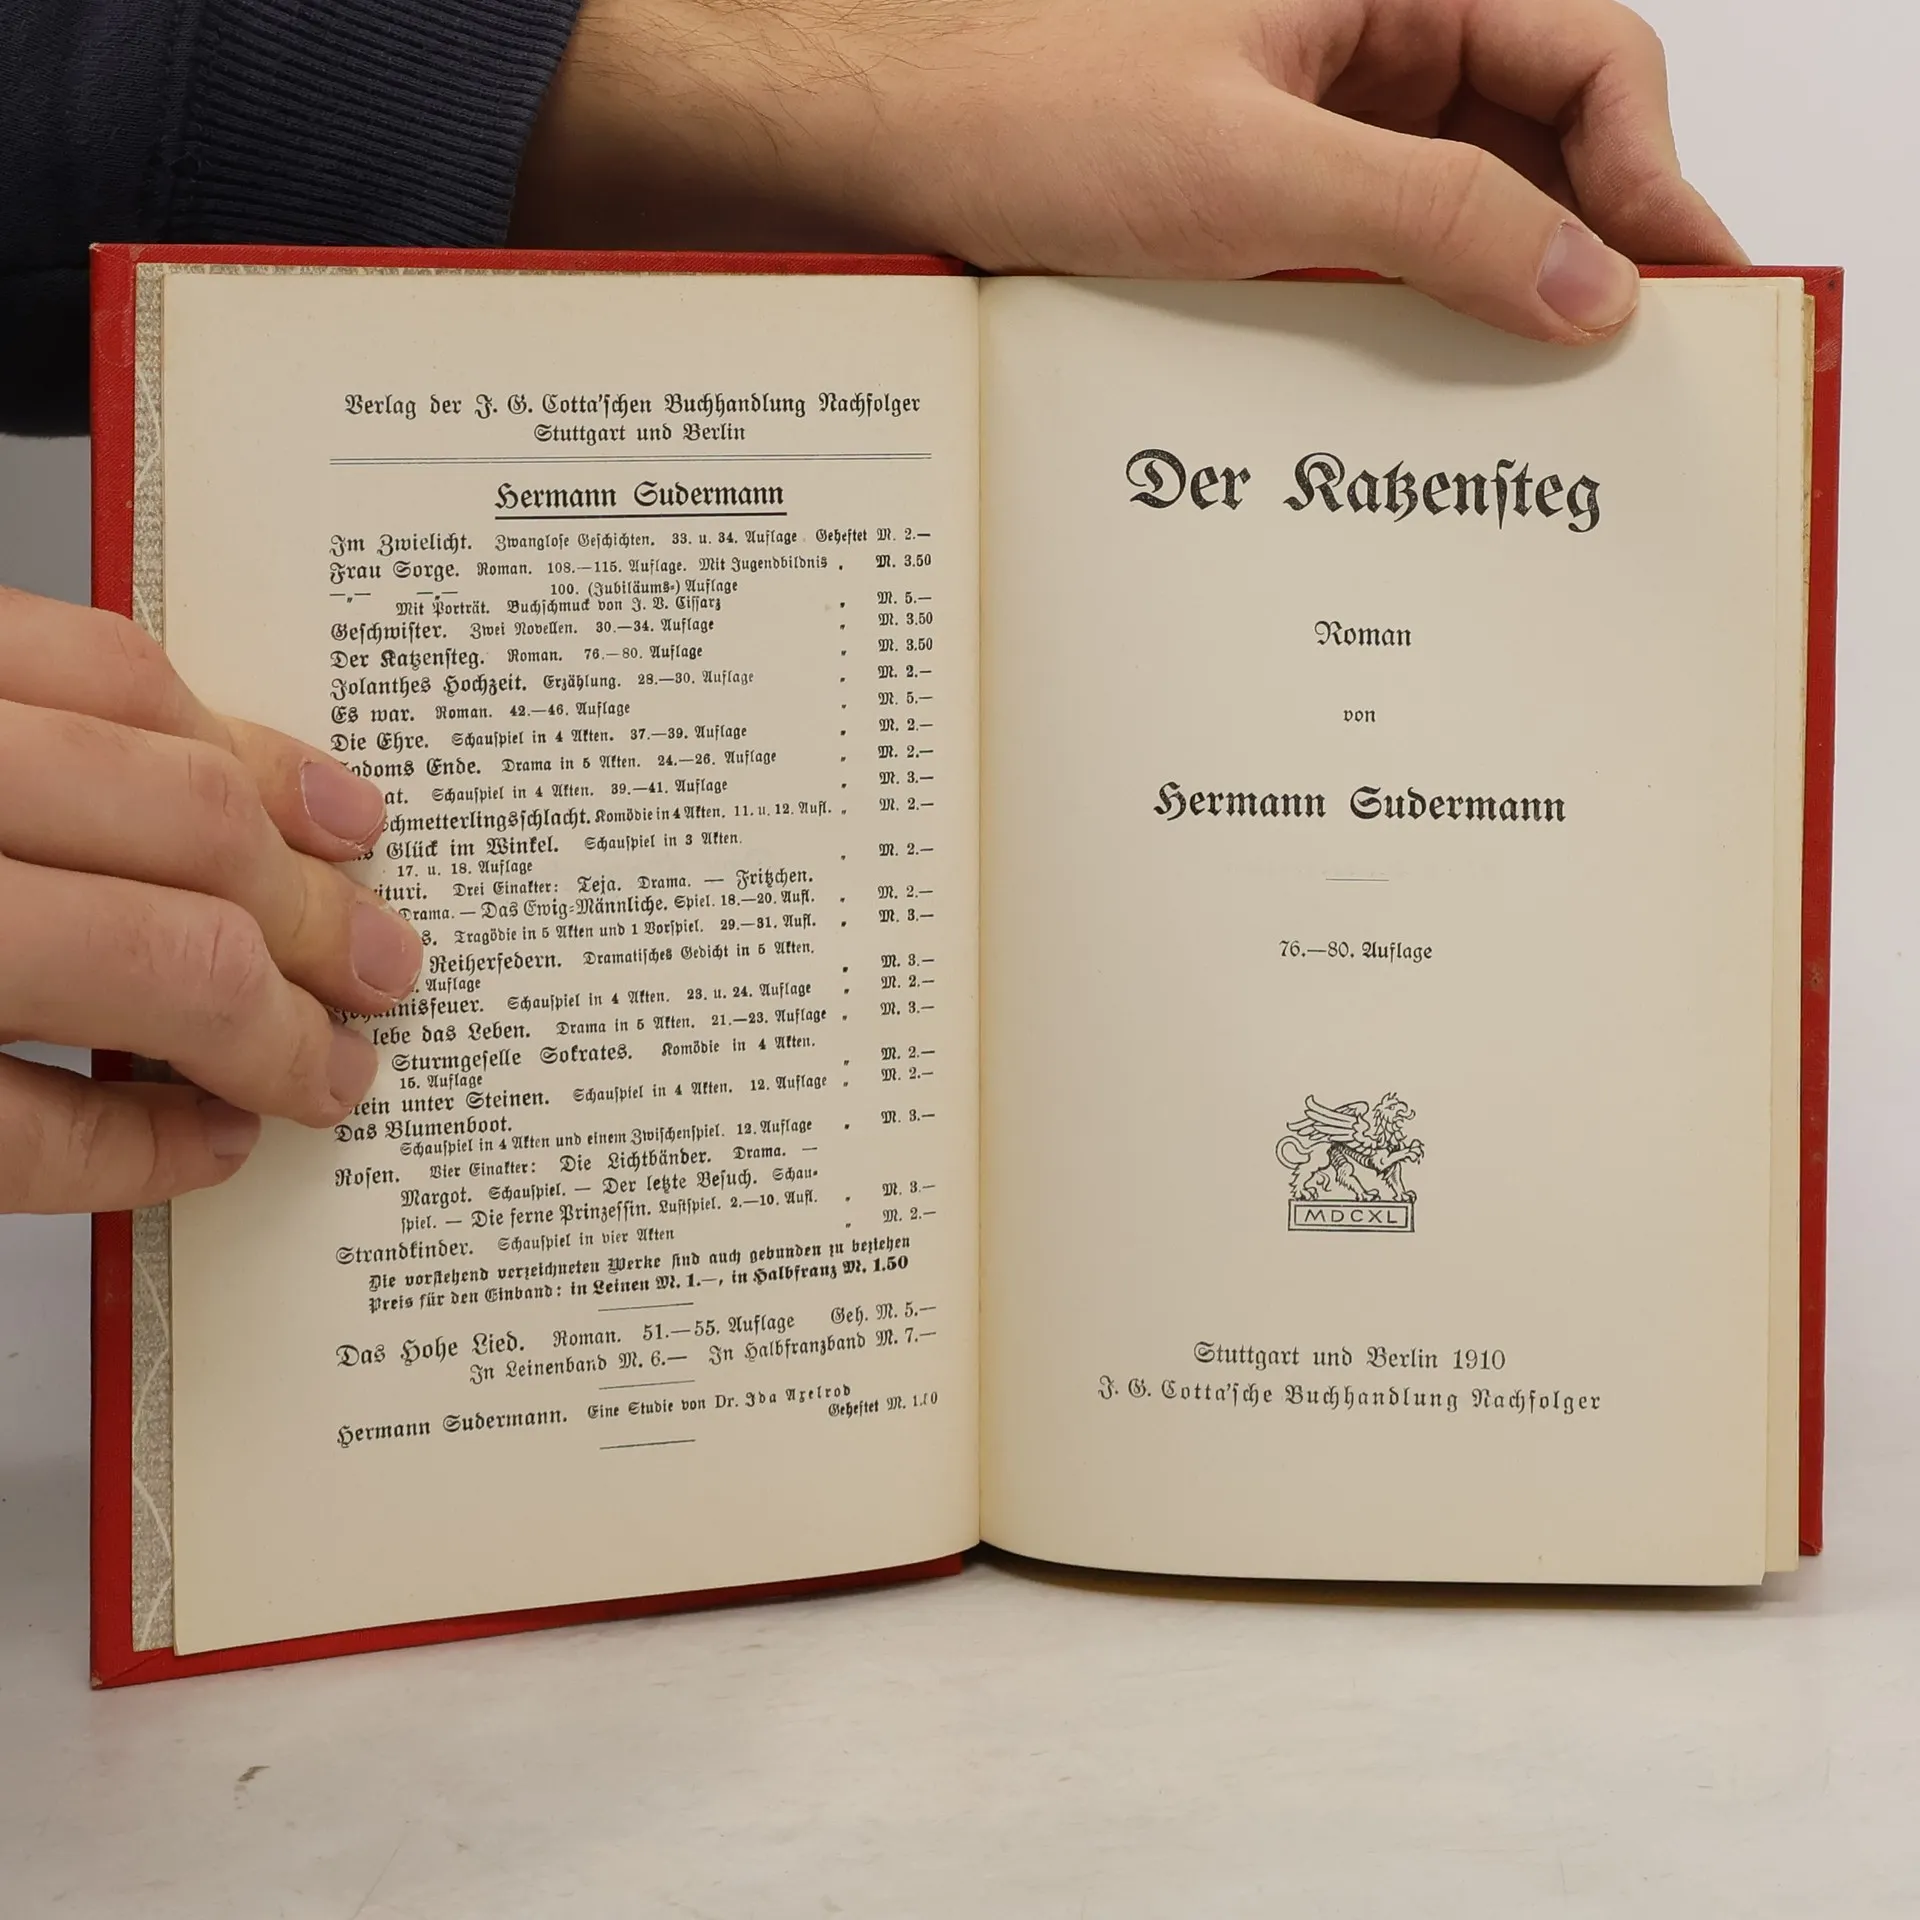 Verlag der J. G. Cotta'schen Buchhandlung Nachfolger
Stuttgart und Berlin
Hermann Sudermann
Im Zwielicht. Zwanglose Geschichten. 33. u. 34. Auflage Geheftet M. 2.—
Frau Sorge. Roman. 108.—115. Auflage. Mit Jugendbildnis „ M. 3.50
—„— —„— 100. (Jubiläums-) Auflage
Mit Porträt. Buchschmuck von J. V. Cissarz „ M. 5.—
Geschwister. Zwei Novellen. 30.—34. Auflage „ M. 3.50
Der Katzensteg. Roman. 76.—80. Auflage „ M. 3.50
Jolanthes Hochzeit. Erzählung. 28.—30. Auflage „ M. 2.—
Es war. Roman. 42.—46. Auflage „ M. 5.—
Die Ehre. Schauspiel in 4 Akten. 37.—39. Auflage „ M. 2.—
odoms Ende. Drama in 5 Akten. 24.—26. Auflage „ M. 2.—
at. Schauspiel in 4 Akten. 39.—41. Auflage „ M. 3.—
chmetterlingsschlacht. Komödie in 4 Akten. 11. u. 12. Aufl. „ M. 2.—
s Glück im Winkel. Schauspiel in 3 Akten.
17. u. 18. Auflage „ M. 2.—
ituri. Drei Einakter: Teja. Drama. — Fritzchen.
Drama. — Das Ewig-Männliche. Spiel. 18.—20. Aufl. „ M. 2.—
s. Tragödie in 5 Akten und 1 Vorspiel. 29.—31. Aufl. „ M. 3.—
Reiherfedern. Dramatisches Gedicht in 5 Akten.
. Auflage „ M. 3.—
Johannisfeuer. Schauspiel in 4 Akten. 23. u. 24. Auflage „ M. 2.—
lebe das Leben. Drama in 5 Akten. 21.—23. Auflage „ M. 3.—
Sturmgeselle Sokrates. Komödie in 4 Akten.
15. Auflage „ M. 2.—
tein unter Steinen. Schauspiel in 4 Akten. 12. Auflage „ M. 2.—
Das Blumenboot.
Schauspiel in 4 Akten und einem Zwischenspiel. 12. Auflage „ M. 3.—
Rosen. Vier Einakter: Die Lichtbänder. Drama. —
Margot. Schauspiel. — Der letzte Besuch. Schau-
spiel. — Die ferne Prinzessin. Lustspiel. 2.—10. Aufl. „ M. 3.—
Strandkinder. Schauspiel in vier Akten „ M. 2.—
Die vorstehend verzeichneten Werke sind auch gebunden zu beziehen
Preis für den Einband: in Leinen M. 1.—, in Halbfranz M. 1.50
Das Hohe Lied. Roman. 51.—55. Auflage Geh. M. 5.—
In Leinenband M. 6.— In Halbfranzband M. 7.—
Hermann Sudermann. Eine Studie von Dr. Ida Axelrod
Geheftet M.
Der Katzensteg
Roman
von
Hermann Sudermann
76.—80. Auflage
MDCXL
Stuttgart und Berlin 1910
J. G. Cotta'sche Buchhandlung Nachfolger